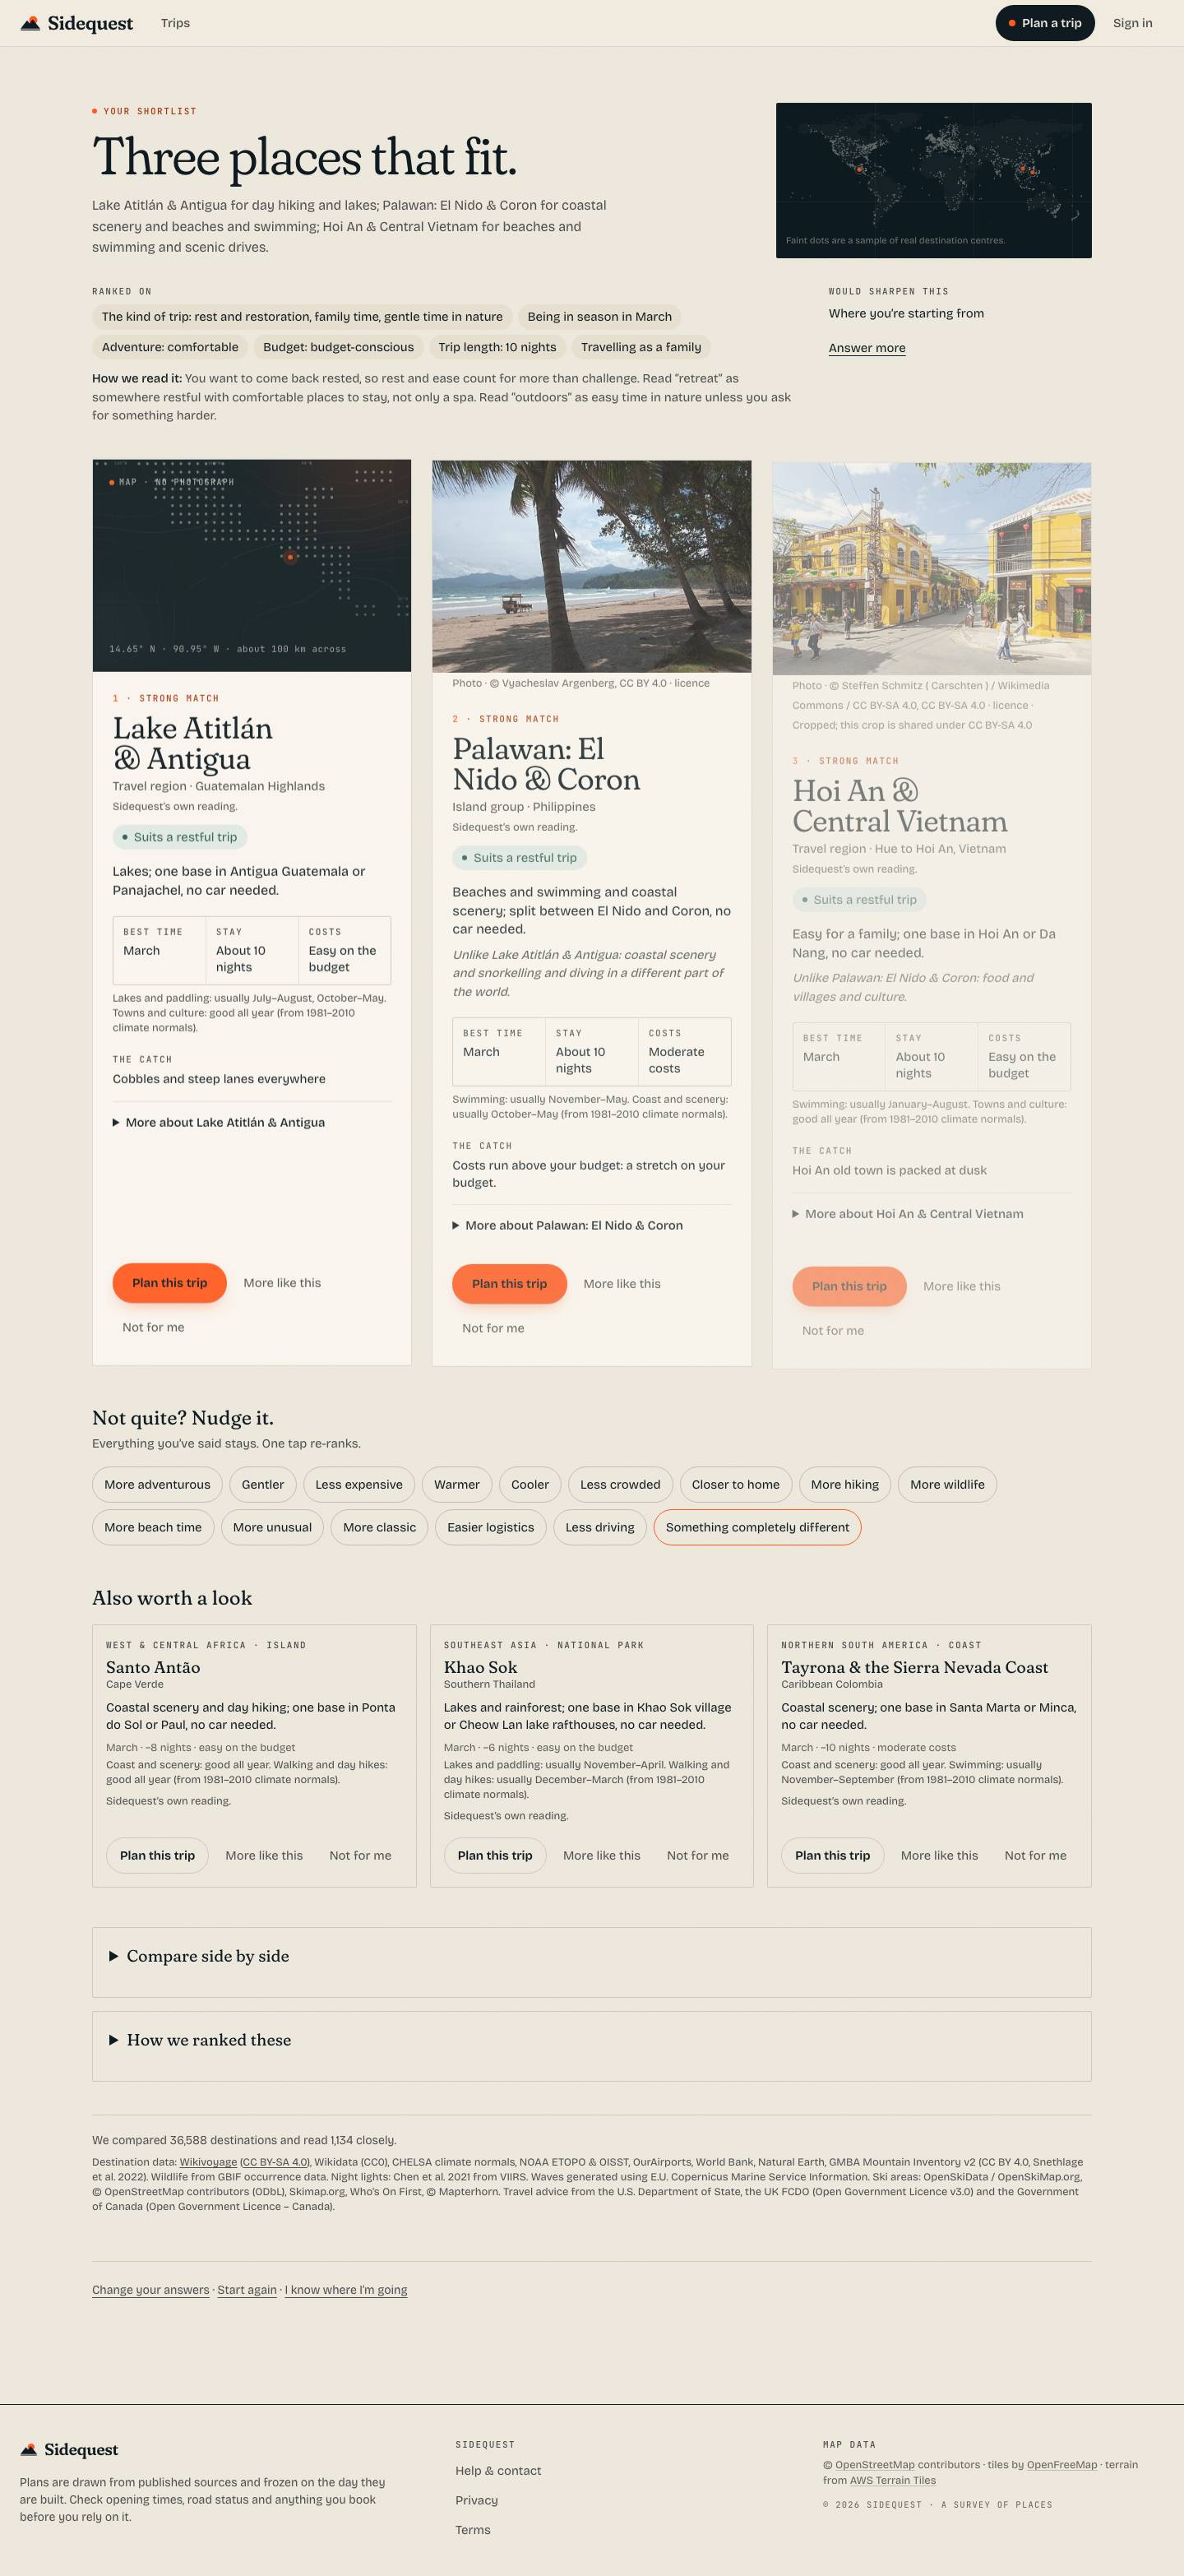 Sidequest
Trips
Plan a trip
Sign in
YOUR SHORTLIST
Three places that fit.
Lake Atitlán & Antigua for day hiking and lakes; Palawan: El Nido & Coron for coastal
scenery and beaches and swimming; Hoi An & Central Vietnam for beaches and
swimming and scenic drives.
Faint dots are a sample of real destination centres.
RANKED ON
The kind of trip: rest and restoration, family time, gentle time in nature
Being in season in March
Adventure: comfortable
Budget: budget-conscious
Trip length: 10 nights
Travelling as a family
How we read it: You want to come back rested, so rest and ease count for more than challenge. Read “retreat” as
somewhere restful with comfortable places to stay, not only a spa. Read “outdoors” as easy time in nature unless you ask
for something harder.
WOULD SHARPEN THIS
Where you’re starting from
Answer more
MAP · NO PHOTOGRAPH
14.65° N · 90.95° W · about 100 km across
1 · STRONG MATCH
Lake Atitlán
& Antigua
Travel region · Guatemalan Highlands
Sidequest’s own reading.
Suits a restful trip
Lakes; one base in Antigua Guatemala or
Panajachel, no car needed.
BEST TIME
March
STAY
About 10
nights
COSTS
Easy on the
budget
Lakes and paddling: usually July–August, October–May.
Towns and culture: good all year (from 1981–2010
climate normals).
THE CATCH
Cobbles and steep lanes everywhere
More about Lake Atitlán & Antigua
Plan this trip
More like this
Not for me
Photo · © Vyacheslav Argenberg, CC BY 4.0 · licence
2 · STRONG MATCH
Palawan: El
Nido & Coron
Island group · Philippines
Sidequest’s own reading.
Suits a restful trip
Beaches and swimming and coastal
scenery; split between El Nido and Coron, no
car needed.
Unlike Lake Atitlán & Antigua: coastal scenery
and snorkelling and diving in a different part of
the world.
BEST TIME
March
STAY
About 10
nights
COSTS
Moderate
costs
Swimming: usually November–May. Coast and scenery:
usually October–May (from 1981–2010 climate normals).
THE CATCH
Costs run above your budget: a stretch on your
budget.
More about Palawan: El Nido & Coron
Plan this trip
More like this
Not for me
Photo · © Steffen Schmitz ( Carschten ) / Wikimedia
Commons / CC BY-SA 4.0, CC BY-SA 4.0 · licence ·
Cropped; this crop is shared under CC BY-SA 4.0
3 · STRONG MATCH
Hoi An &
Central Vietnam
Travel region · Hue to Hoi An, Vietnam
Sidequest’s own reading.
Suits a restful trip
Easy for a family; one base in Hoi An or Da
Nang, no car needed.
Unlike Palawan: El Nido & Coron: food and
villages and culture.
BEST TIME
March
STAY
About 10
nights
COSTS
Easy on the
budget
Swimming: usually January–August. Towns and culture:
good all year (from 1981–2010 climate normals).
THE CATCH
Hoi An old town is packed at dusk
More about Hoi An & Central Vietnam
Plan this trip
More like this
Not for me
Not quite? Nudge it.
Everything you’ve said stays. One tap re-ranks.
More adventurous
Gentler
Less expensive
Warmer
Cooler
Less crowded
Closer to home
More hiking
More wildlife
More beach time
More unusual
More classic
Easier logistics
Less driving
Something completely different
Also worth a look
WEST & CENTRAL AFRICA · ISLAND
Santo Antão
Cape Verde
Coastal scenery and day hiking; one base in Ponta
do Sol or Paul, no car needed.
March · ~8 nights · easy on the budget
Coast and scenery: good all year. Walking and day hikes:
good all year (from 1981–2010 climate normals).
Sidequest’s own reading.
Plan this trip
More like this
Not for me
SOUTHEAST ASIA · NATIONAL PARK
Khao Sok
Southern Thailand
Lakes and rainforest; one base in Khao Sok village
or Cheow Lan lake rafthouses, no car needed.
March · ~6 nights · easy on the budget
Lakes and paddling: usually November–April. Walking and
day hikes: usually December–March (from 1981–2010
climate normals).
Sidequest’s own reading.
Plan this trip
More like this
Not for me
NORTHERN SOUTH AMERICA · COAST
Tayrona & the Sierra Nevada Coast
Caribbean Colombia
Coastal scenery; one base in Santa Marta or Minca,
no car needed.
March · ~10 nights · moderate costs
Coast and scenery: good all year. Swimming: usually
November–September (from 1981–2010 climate normals).
Sidequest’s own reading.
Plan this trip
More like this
Not for me
Compare side by side
How we ranked these
We compared 36,588 destinations and read 1,134 closely.
Destination data: Wikivoyage (CC BY-SA 4.0), Wikidata (CC0), CHELSA climate normals, NOAA ETOPO & OISST, OurAirports, World Bank, Natural Earth, GMBA Mountain Inventory v2 (CC BY 4.0, Snethlage
et al. 2022). Wildlife from GBIF occurrence data. Night lights: Chen et al. 2021 from VIIRS. Waves generated using E.U. Copernicus Marine Service Information. Ski areas: OpenSkiData / OpenSkiMap.org,
© OpenStreetMap contributors (ODbL), Skimap.org, Who’s On First, © Mapterhorn. Travel advice from the U.S. Department of State, the UK FCDO (Open Government Licence v3.0) and the Government
of Canada (Open Government Licence – Canada).
Change your answers · Start again · I know where I’m going
Sidequest
Plans are drawn from published sources and frozen on the day they
are built. Check opening times, road status and anything you book
before you rely on it.
SIDEQUEST
Help & contact
Privacy
Terms
MAP DATA
© OpenStreetMap contributors · tiles by OpenFreeMap · terrain
from AWS Terrain Tiles
© 2026 SIDEQUEST · A SURVEY OF PLACES